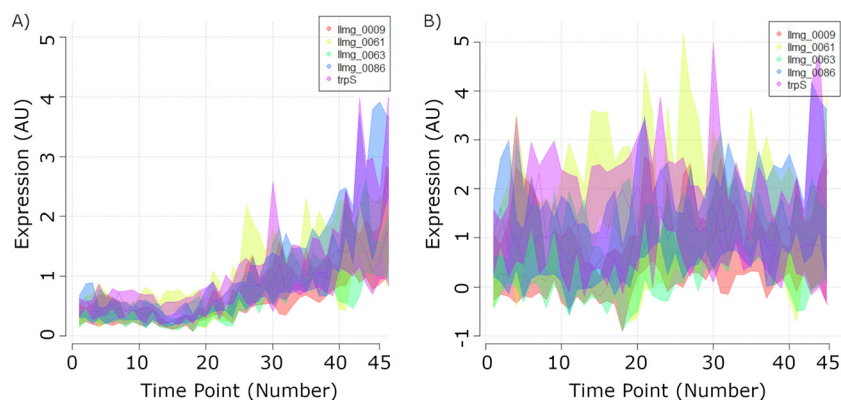 A)
Expression (AU)
5
4
3
2
1
0
llmg_0009
llmg_0061
llmg_0063
llmg_0086
trpS
0 10 20 30 40 45
Time Point (Number)
B)
Expression (AU)
5
4
3
2
1
0
-1
llmg_0009
llmg_0061
llmg_0063
llmg_0086
trpS
0 10 20 30 40 45
Time Point (Number)